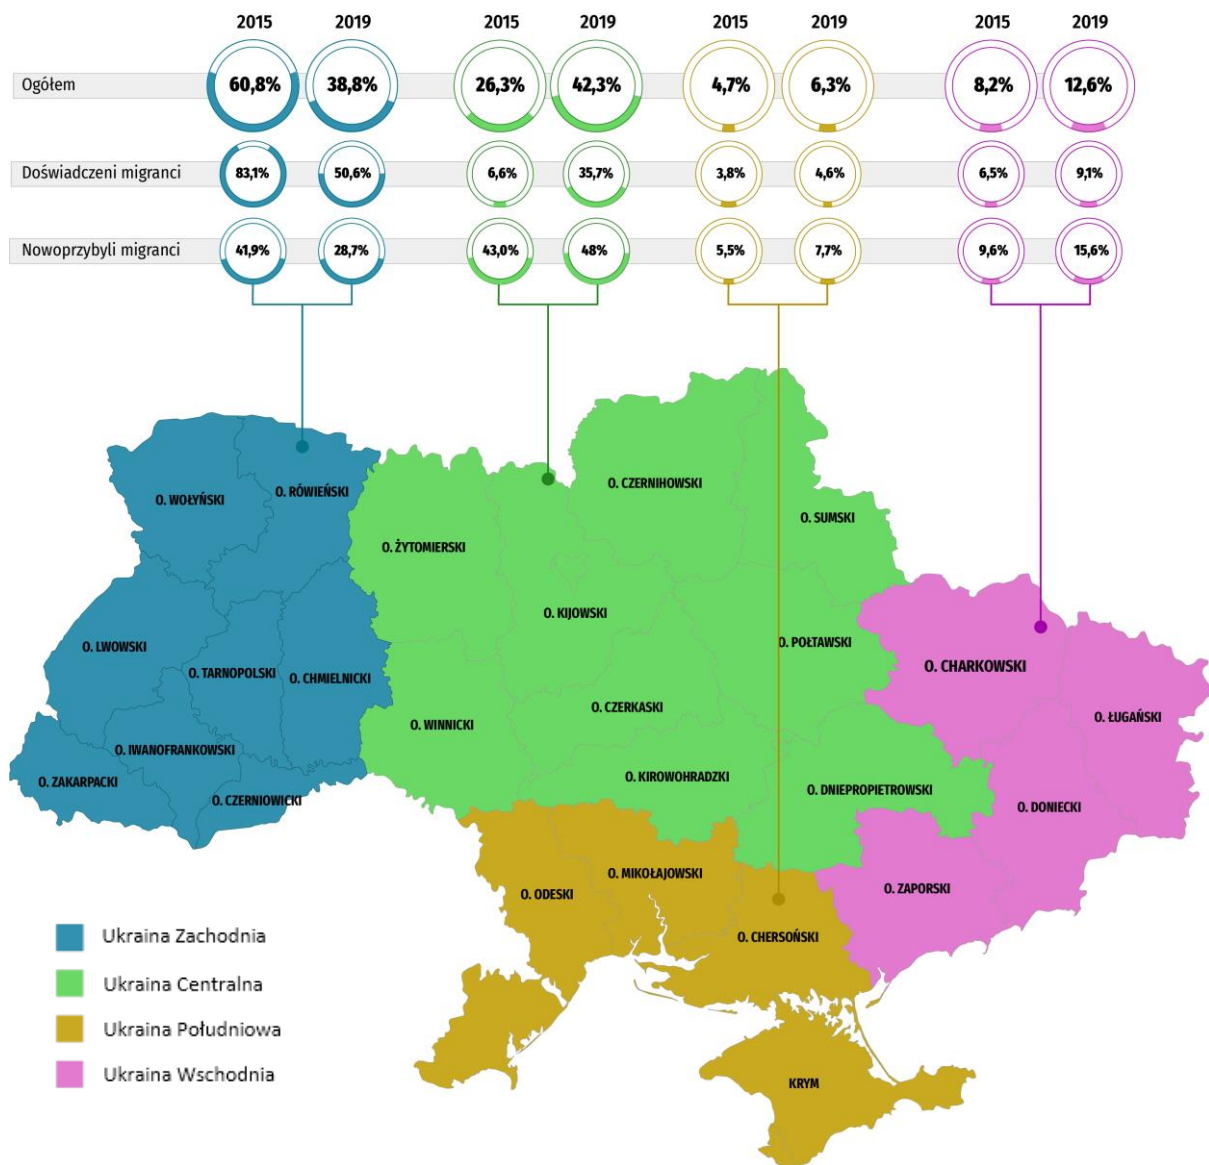 2015 2019 2015 2019 2015 2019 2015 2019
Ogółem 60,8% 38,8% 26,3% 42,3% 4,7% 6,3% 8,2% 12,6%
Doświadczeni migranci 83,1% 50,6% 6,6% 35,7% 3,8% 4,6% 6,5% 9,1%
Nowoprzybyli migranci 41,9% 28,7% 43,0% 48% 5,5% 7,7% 9,6% 15,6%
O. WOŁYŃSKI
O. RÓWIEŃSKI
O. CZERNIHOWSKI
O. SUMSKI
O. ŻYTOMIERSKI
O. KIJOWSKI
O. LWOWSKI
O. TARNOPOLSKI
O. CHMIELNICKI
O. POŁTAWSKI
O. CHARKOWSKI
O. CZERKASKI
O. ŁUGAŃSKI
O. WINNICKI
O. IWANOFRANKOWSKI
O. ZAKARPACKI
O. KIROWOHRADZKI
O. DNIEPROPIETROWSKI
O. CZERNIOWICKI
O. DONIECKI
O. MIKOŁAJOWSKI
O. ODESKI
O. ZAPORSKI
O. CHERSOŃSKI
KRYM
Ukraina Zachodnia
Ukraina Centralna
Ukraina Południowa
Ukraina Wschodnia